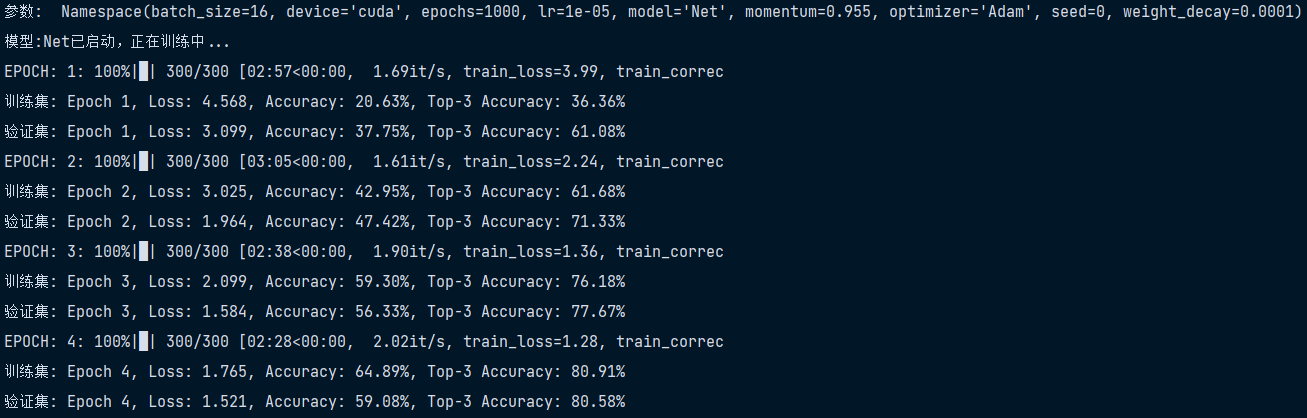 参数:  Namespace(batch_size=16, device='cuda', epochs=1000, lr=1e-05, model='Net', momentum=0.955, optimizer='Adam', seed=0, weight_decay=0.0001)
模型:Net已启动，正在训练中...
EPOCH: 1: 100%|█| 300/300 [02:57<00:00,  1.69it/s, train_loss=3.99, train_correc
训练集: Epoch 1, Loss: 4.568, Accuracy: 20.63%, Top-3 Accuracy: 36.36%
验证集: Epoch 1, Loss: 3.099, Accuracy: 37.75%, Top-3 Accuracy: 61.08%
EPOCH: 2: 100%|█| 300/300 [03:05<00:00,  1.61it/s, train_loss=2.24, train_correc
训练集: Epoch 2, Loss: 3.025, Accuracy: 42.95%, Top-3 Accuracy: 61.68%
验证集: Epoch 2, Loss: 1.964, Accuracy: 47.42%, Top-3 Accuracy: 71.33%
EPOCH: 3: 100%|█| 300/300 [02:38<00:00,  1.90it/s, train_loss=1.36, train_correc
训练集: Epoch 3, Loss: 2.099, Accuracy: 59.30%, Top-3 Accuracy: 76.18%
验证集: Epoch 3, Loss: 1.584, Accuracy: 56.33%, Top-3 Accuracy: 77.67%
EPOCH: 4: 100%|█| 300/300 [02:28<00:00,  2.02it/s, train_loss=1.28, train_correc
训练集: Epoch 4, Loss: 1.765, Accuracy: 64.89%, Top-3 Accuracy: 80.91%
验证集: Epoch 4, Loss: 1.521, Accuracy: 59.08%, Top-3 Accuracy: 80.58%